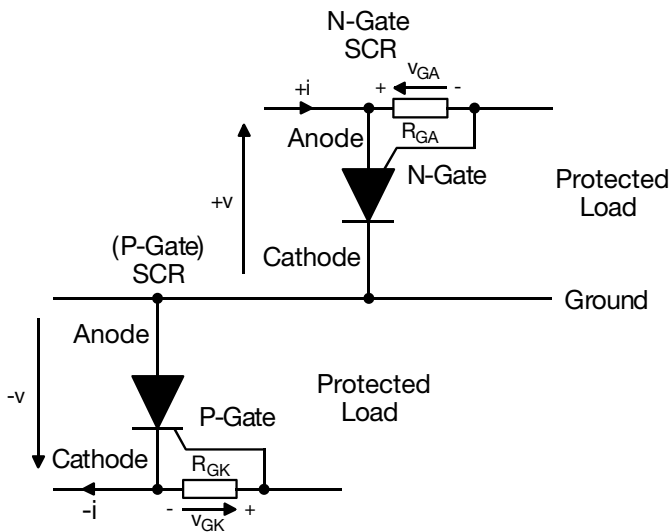 N-Gate
SCR
vGA
+ -
+i
RGA
Anode
N-Gate
+v
Protected
Load
Cathode
(P-Gate)
SCR
Ground
Anode
-v
Protected
Load
P-Gate
Cathode
RGK
-i
- +
vGK